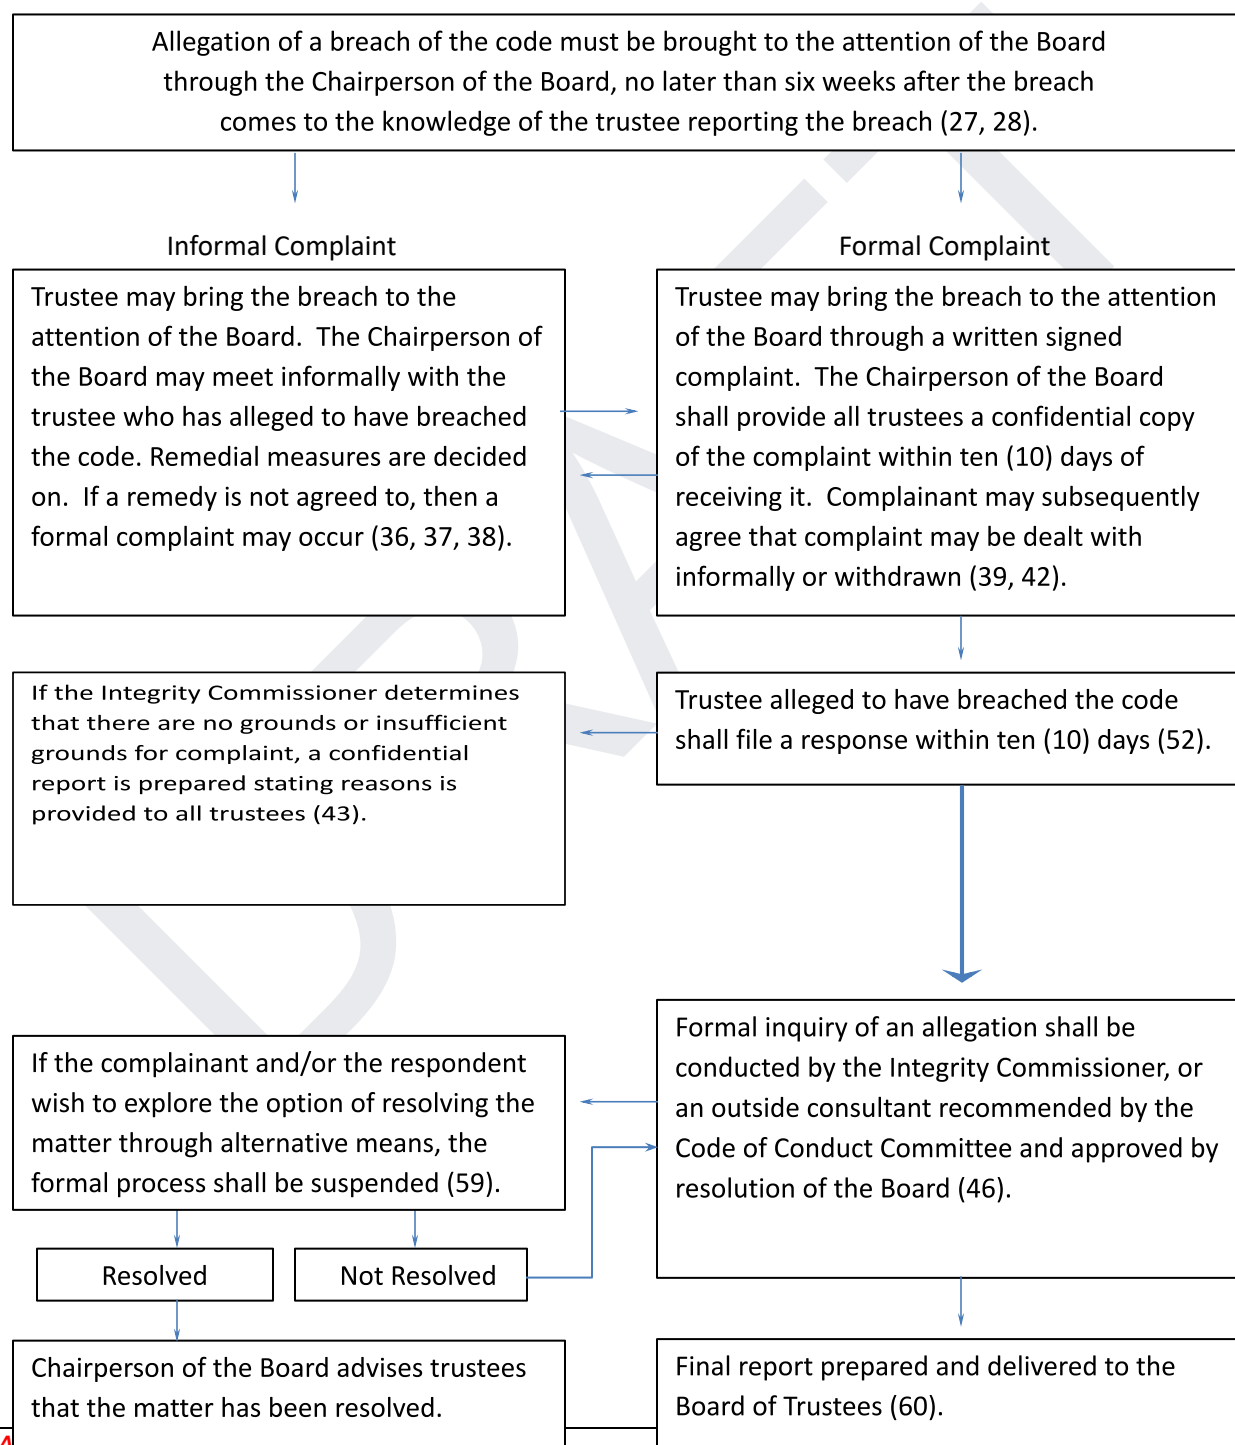 Allegation of a breach of the code must be brought to the attention of the Board
through the Chairperson of the Board, no later than six weeks after the breach
comes to the knowledge of the trustee reporting the breach (27, 28).
Informal Complaint
Trustee may bring the breach to the
attention of the Board.  The Chairperson of
the Board may meet informally with the
trustee who has alleged to have breached
the code. Remedial measures are decided
on.  If a remedy is not agreed to, then a
formal complaint may occur (36, 37, 38).
Formal Complaint
Trustee may bring the breach to the attention
of the Board through a written signed
complaint.  The Chairperson of the Board
shall provide all trustees a confidential copy
of the complaint within ten (10) days of
receiving it.  Complainant may subsequently
agree that complaint may be dealt with
informally or withdrawn (39, 42).
If the Integrity Commissioner determines
that there are no grounds or insufficient
grounds for complaint, a confidential
report is prepared stating reasons is
provided to all trustees (43).
Trustee alleged to have breached the code
shall file a response within ten (10) days (52).
If the complainant and/or the respondent
wish to explore the option of resolving the
matter through alternative means, the
formal process shall be suspended (59).
Formal inquiry of an allegation shall be
conducted by the Integrity Commissioner, or
an outside consultant recommended by the
Code of Conduct Committee and approved by
resolution of the Board (46).
Resolved
Not Resolved
Chairperson of the Board advises trustees
that the matter has been resolved.
Final report prepared and delivered to the
Board of Trustees (60).
A
DRAFT